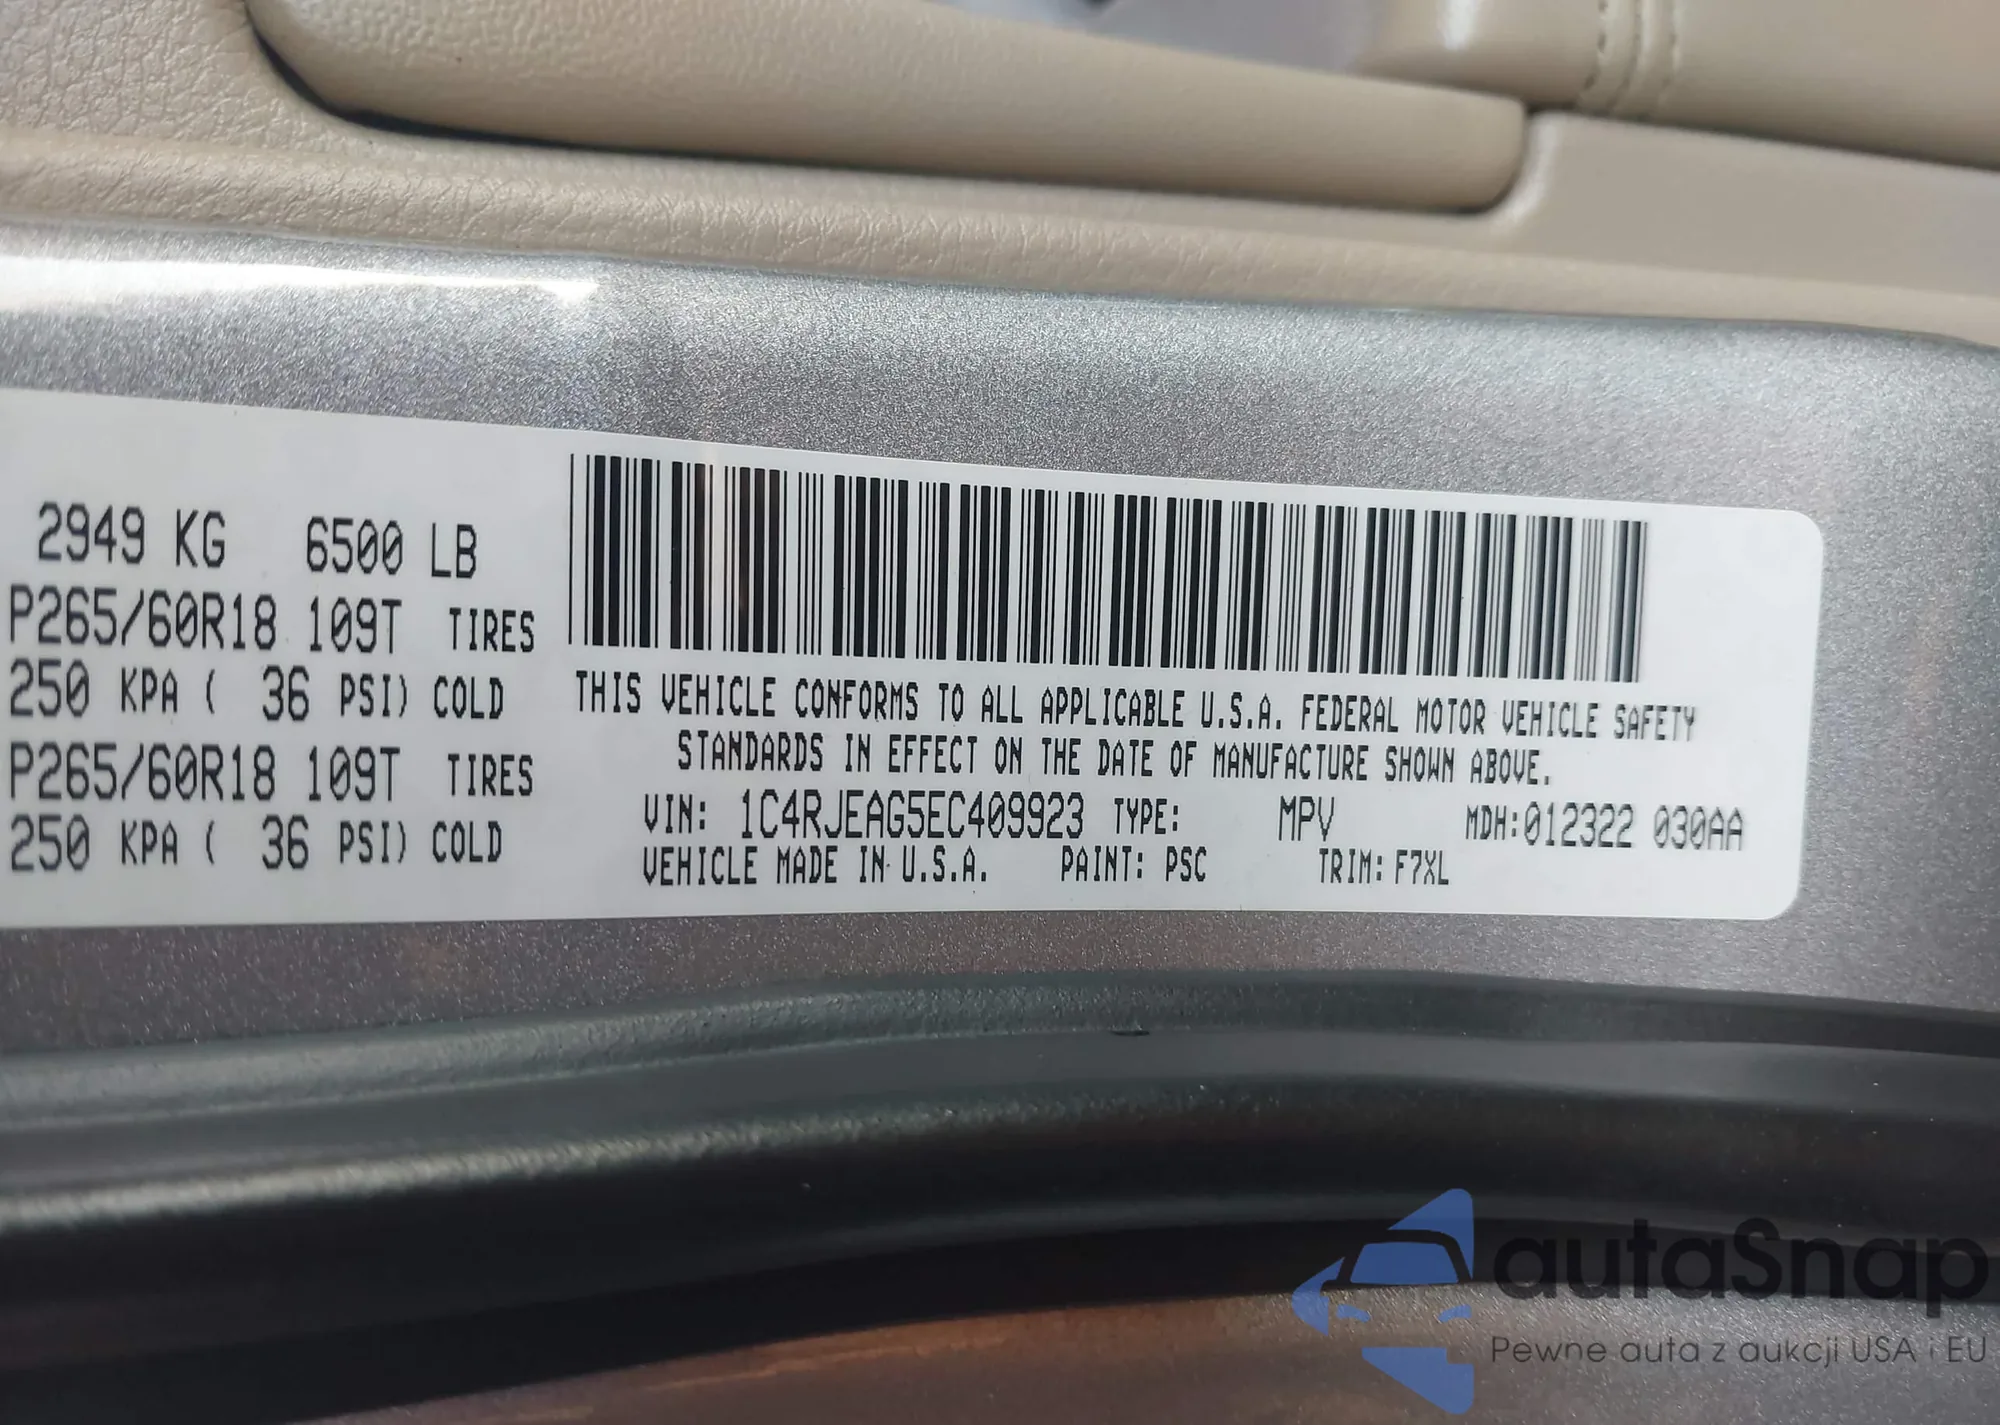 2949 KG 6500 LB
P265/60R18 109T TIRES
250 KPA ( 36 PSI) COLD
P265/60R18 109T TIRES
250 KPA ( 36 PSI) COLD
THIS VEHICLE CONFORMS TO ALL APPLICABLE U.S.A. FEDERAL MOTOR VEHICLE SAFETY
STANDARDS IN EFFECT ON THE DATE OF MANUFACTURE SHOWN ABOVE.
VIN: 1C4RJEAG5EC409923 TYPE: MPV MDH:012322 030AA
VEHICLE MADE IN U.S.A. PAINT: PSC TRIM: F7XL
autaSnap
Pewne auta z aukcji USA i EU